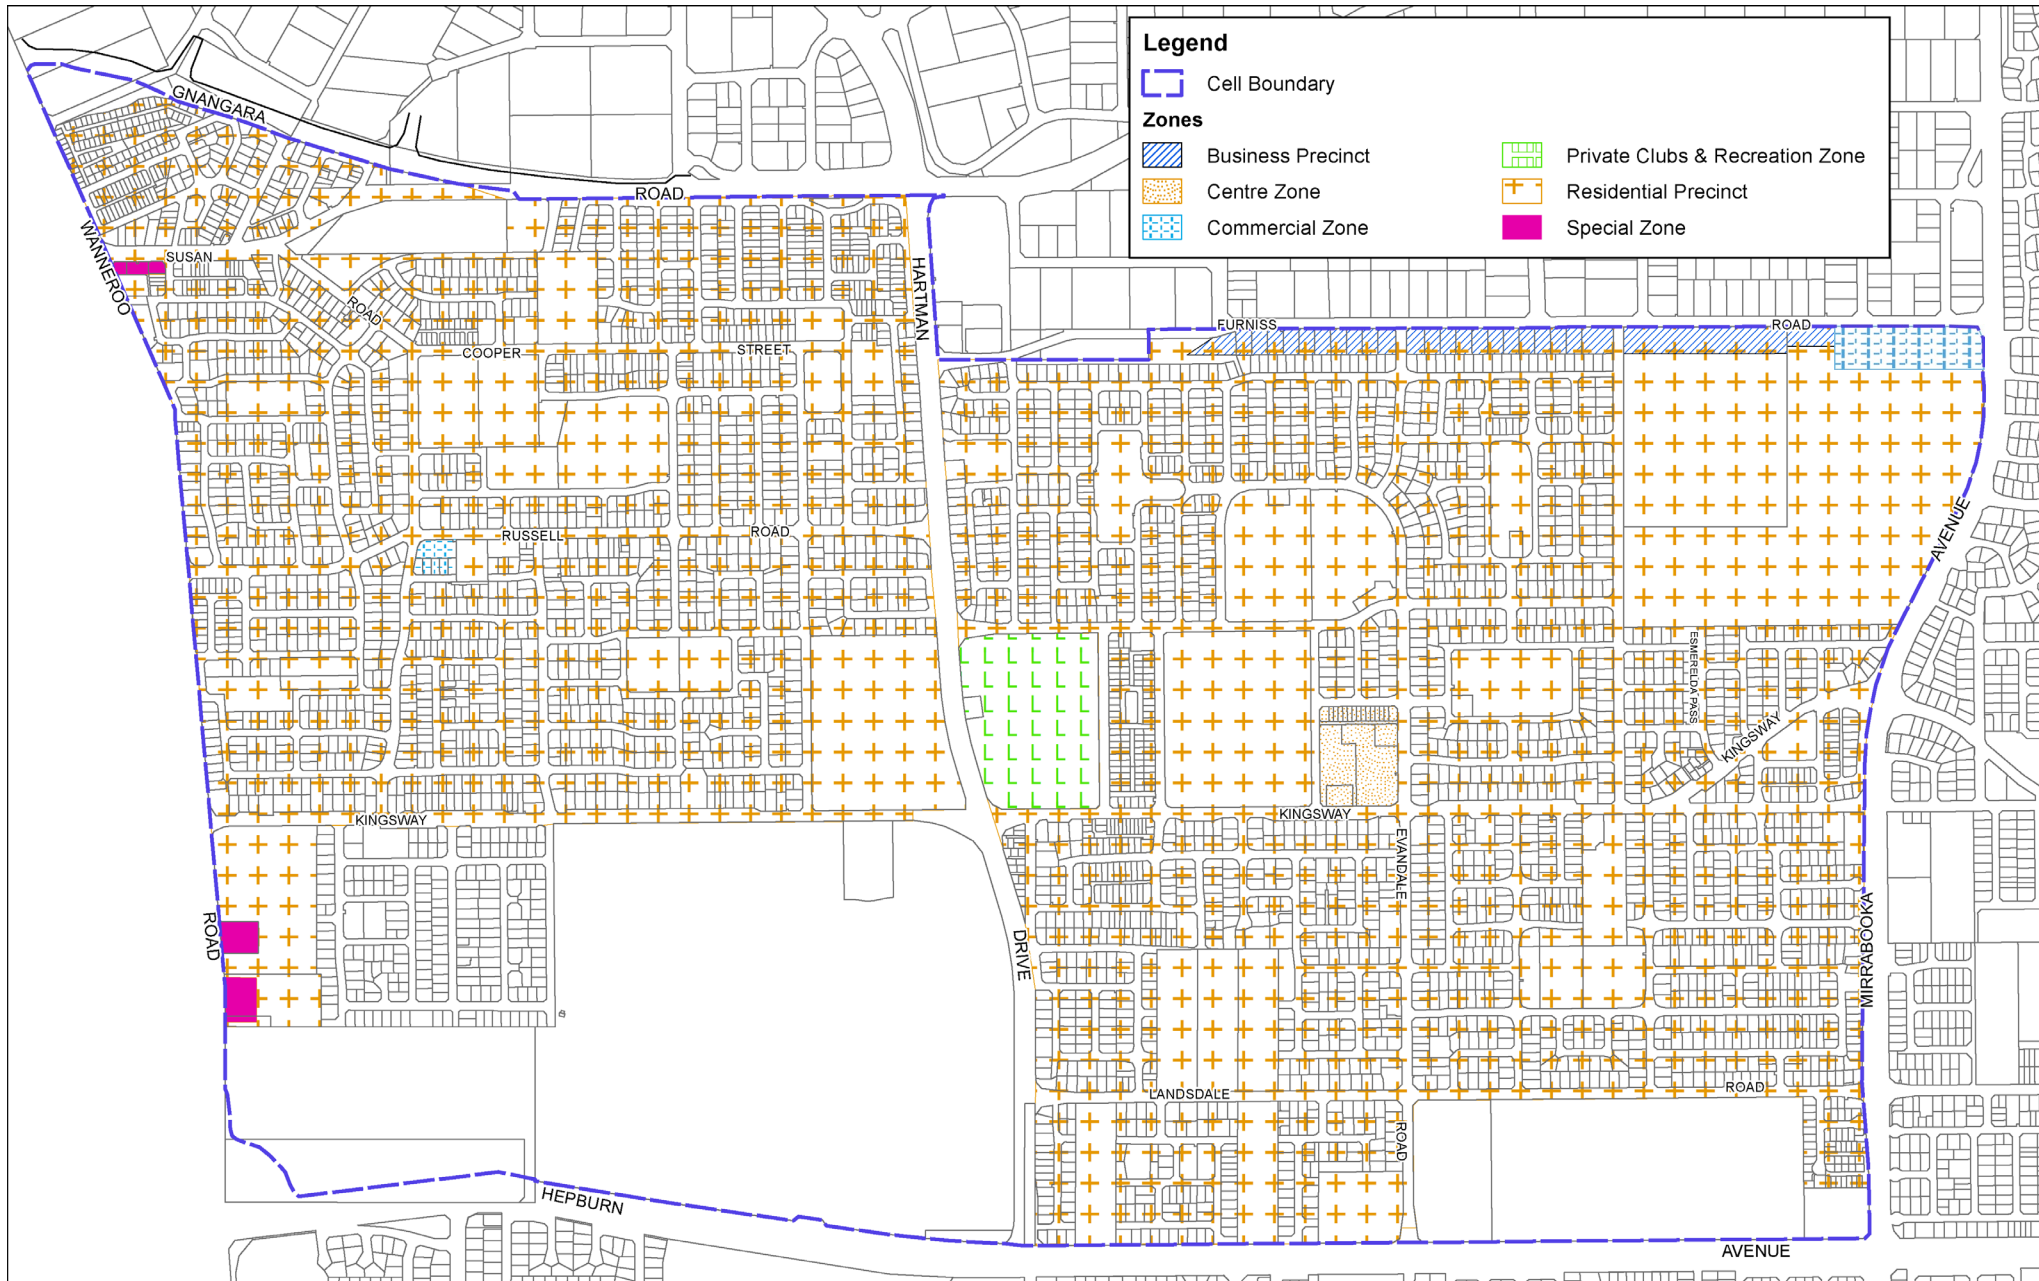 Legend
Cell Boundary
Zones
Business Precinct
Private Clubs & Recreation Zone
Centre Zone
Residential Precinct
Commercial Zone
Special Zone
GNANGARA
ROAD
WANNEROO
SUSAN
ROAD
HARTMAN
FURNISS
ROAD
COOPER
STREET
AVENUE
RUSSELL
ROAD
ESMERELDA PASS
KINGSWAY
KINGSWAY
KINGSWAY
EVANDALE
ROAD
DRIVE
MIRRABOOKA
LANDSDALE
ROAD
ROAD
HEPBURN
AVENUE